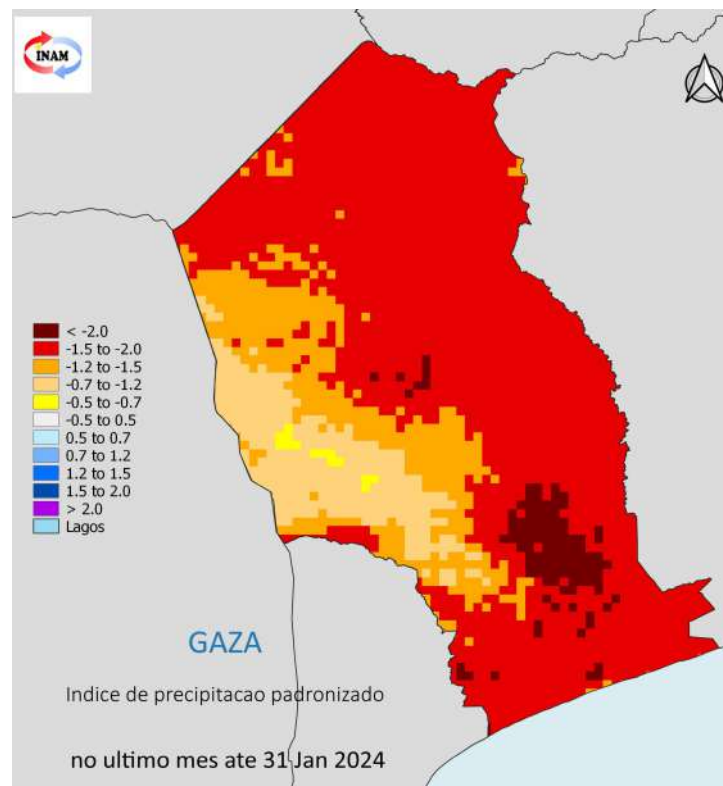 INAM
< -2.0
-1.5 to -2.0
-1.2 to -1.5
-0.7 to -1.2
-0.5 to -0.7
-0.5 to 0.5
0.5 to 0.7
0.7 to 1.2
1.2 to 1.5
1.5 to 2.0
> 2.0
Lagos
GAZA
Indice de precipitacao padronizado
no ultimo mes ate 31 Jan 2024